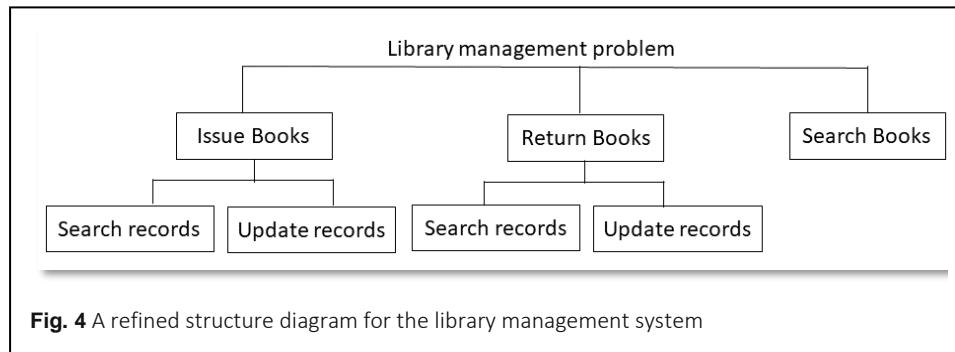 Library management problem
Issue Books
Return Books
Search Books
Search records
Update records
Search records
Update records
Fig. 4 A refined structure diagram for the library management system